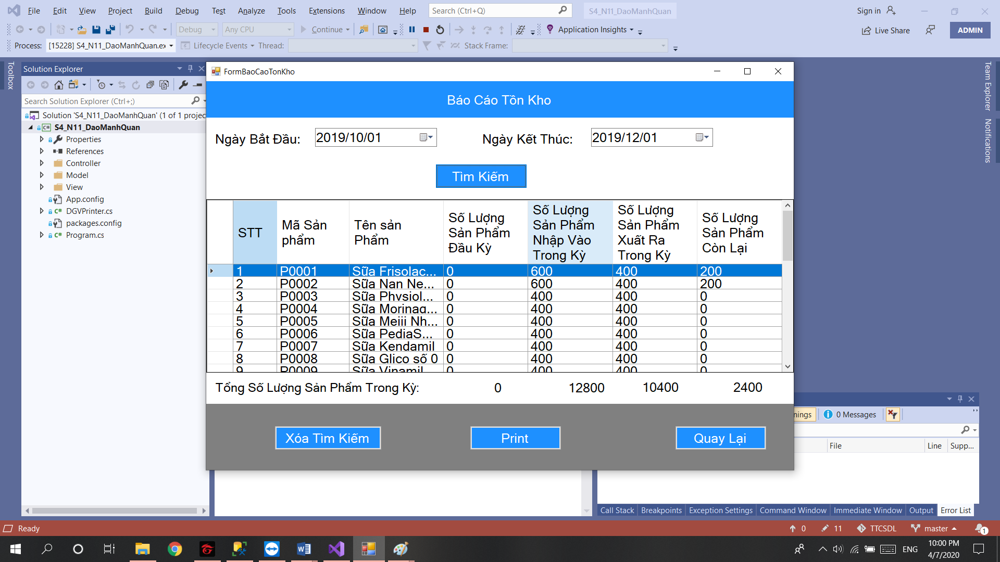 File Edit View Project Build Debug Test Analyze Tools Extensions Window Help Search (Ctrl+Q) S4_N11_DaoManhQuan Sign in
Debug Any CPU Continue Application Insights Live Share ADMIN
Process: [15228] S4_N11_DaoManhQuan.ex Lifecycle Events Thread: Stack Frame:
Toolbox
Solution Explorer
Search Solution Explorer (Ctrl+;)
Solution 'S4_N11_DaoManhQuan' (1 of 1 projec
S4_N11_DaoManhQuan
Properties
References
Controller
Model
View
App.config
DGVPrinter.cs
packages.config
Program.cs
FormBaoCaoTonKho
Báo Cáo Tồn Kho
Ngày Bắt Đầu: 2019/10/01 Ngày Kết Thúc: 2019/12/01
Tìm Kiếm
STT Mã Sản phẩm Tên sản Phẩm Số Lượng Sản Phẩm Đầu Kỳ Số Lượng Sản Phẩm Nhập Vào Trong Kỳ Số Lượng Sản Phẩm Xuất Ra Trong Kỳ Số Lượng Sản Phẩm Còn Lại
1 P0001 Sữa Frisolac... 0 600 400 200
2 P0002 Sữa Nan Ne... 0 600 400 200
3 P0003 Sữa Physiol... 0 400 400 0
4 P0004 Sữa Morinag... 0 400 400 0
5 P0005 Sữa Meiji Nh... 0 400 400 0
6 P0006 Sữa PediaS... 0 400 400 0
7 P0007 Sữa Kendamil 0 400 400 0
8 P0008 Sữa Glico số 0 0 400 400 0
9 P0009 Sữa Vinamil 0 400 400 0
Tổng Số Lượng Sản Phẩm Trong Kỳ: 0 12800 10400 2400
Xóa Tìm Kiếm Print Quay Lại
Team Explorer
Notifications
nings 0 Messages
File Line Supp...
Call Stack Breakpoints Exception Settings Command Window Immediate Window Output Error List
Ready 0 11 TTCSDL master 1
ENG 10:00 PM
4/7/2020